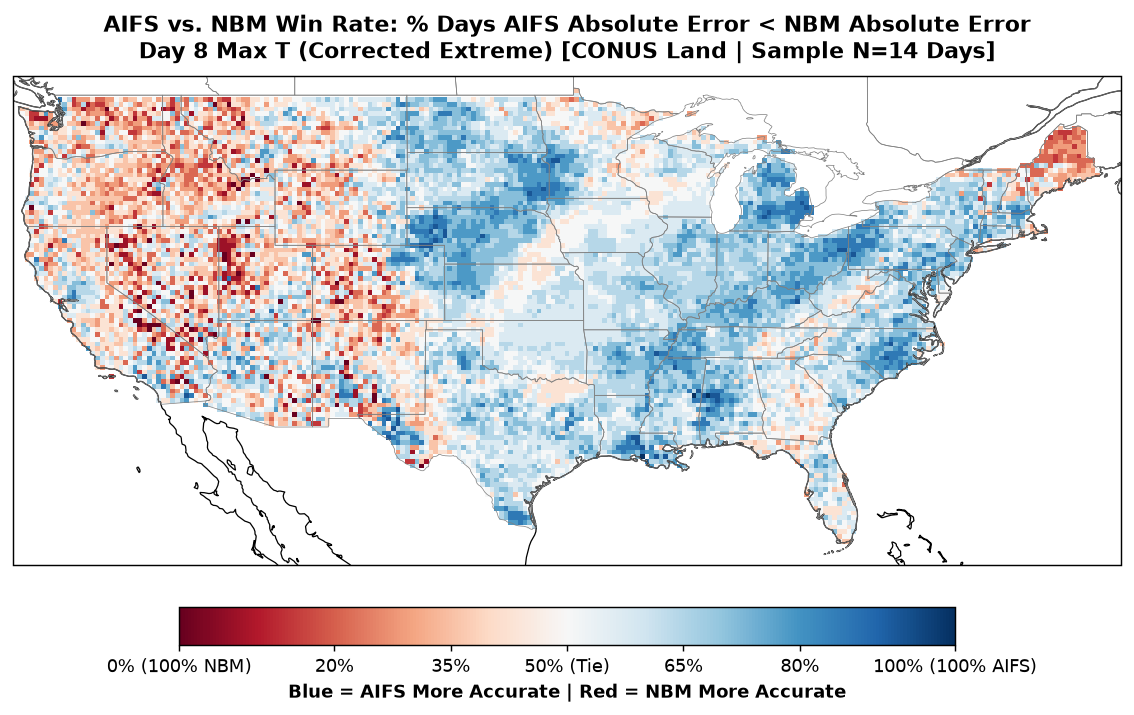 AIFS vs. NBM Win Rate: % Days AIFS Absolute Error < NBM Absolute Error
Day 8 Max T (Corrected Extreme) [CONUS Land | Sample N=14 Days]
0% (100% NBM) 20% 35% 50% (Tie) 65% 80% 100% (100% AIFS)
Blue = AIFS More Accurate | Red = NBM More Accurate